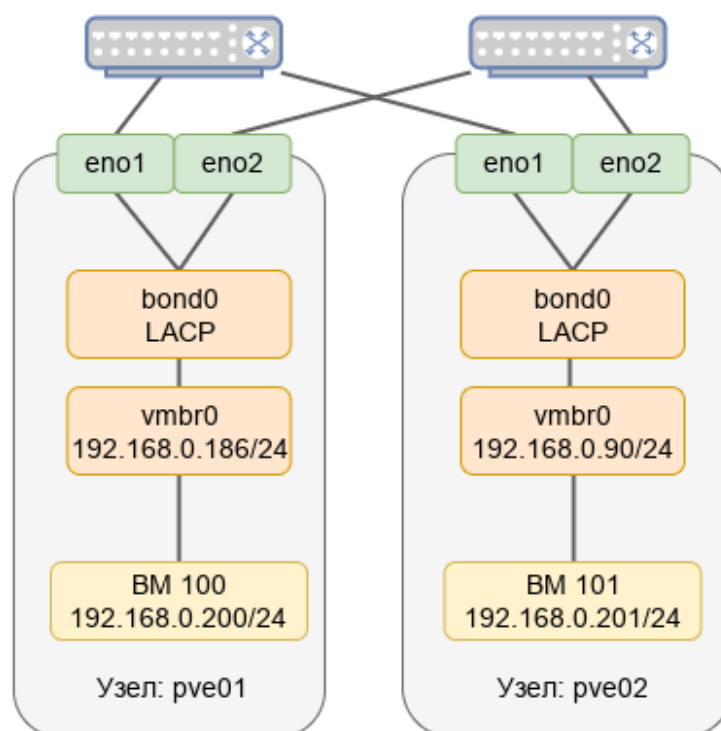 eno1
eno2
bond0
LACP
vmbr0
192.168.0.186/24
ВМ 100
192.168.0.200/24
Узел: pve01
eno1
eno2
bond0
LACP
vmbr0
192.168.0.90/24
ВМ 101
192.168.0.201/24
Узел: pve02